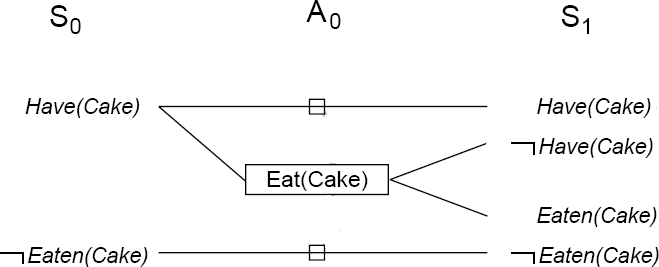 S0 A0 S1
Have(Cake) Have(Cake)
¬Have(Cake)
Eat(Cake)
Eaten(Cake)
¬Eaten(Cake) ¬Eaten(Cake)